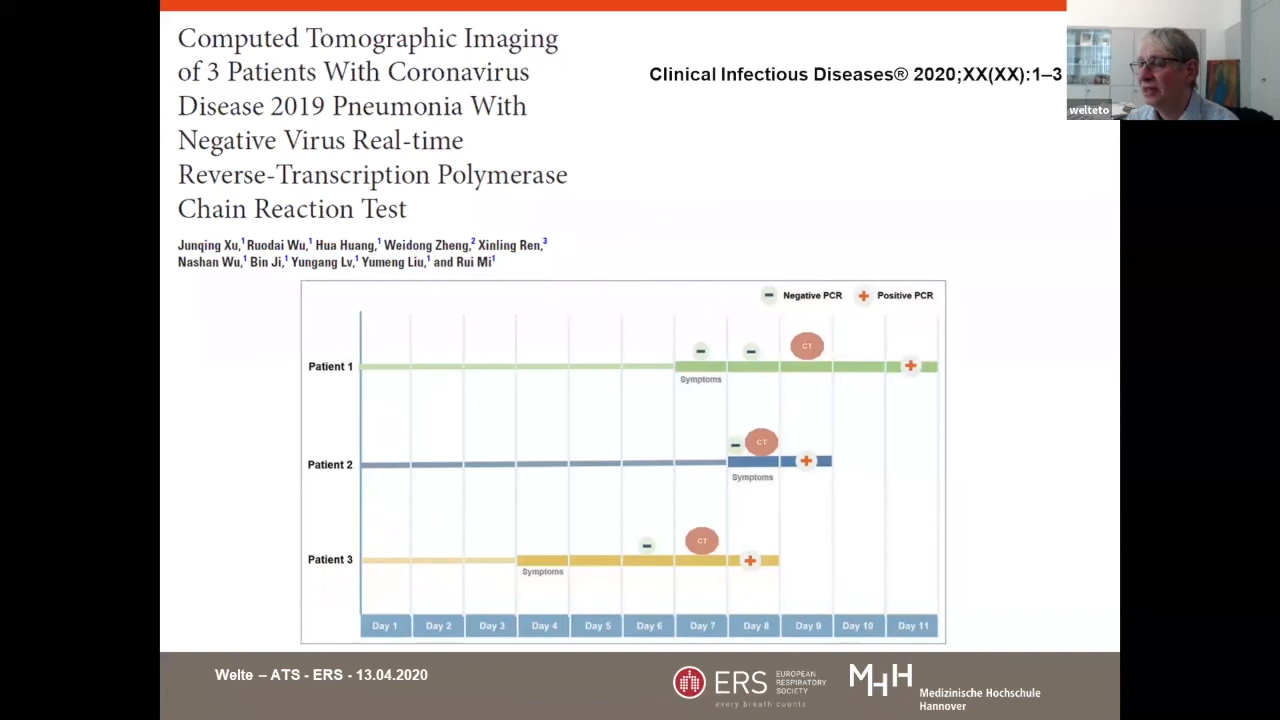 Computed Tomographic Imaging
of 3 Patients With Coronavirus
Disease 2019 Pneumonia With
Negative Virus Real-time
Reverse-Transcription Polymerase
Chain Reaction Test
Clinical Infectious Diseases® 2020;XX(XX):1–3
welteto
Junqing Xu,1 Ruodai Wu,1 Hua Huang,1 Weidong Zheng,2 Xinling Ren,3
Nashan Wu,1 Bin Ji,1 Yungang Lv,1 Yumeng Liu,1 and Rui Mi1
Negative PCR
Positive PCR
CT
Patient 1
Symptoms
CT
Patient 2
Symptoms
CT
Patient 3
Symptoms
Day 1 Day 2 Day 3 Day 4 Day 5 Day 6 Day 7 Day 8 Day 9 Day 10 Day 11
Welte – ATS - ERS - 13.04.2020
ERS
EUROPEAN
RESPIRATORY
SOCIETY
every breath counts
MHH
Medizinische Hochschule
Hannover